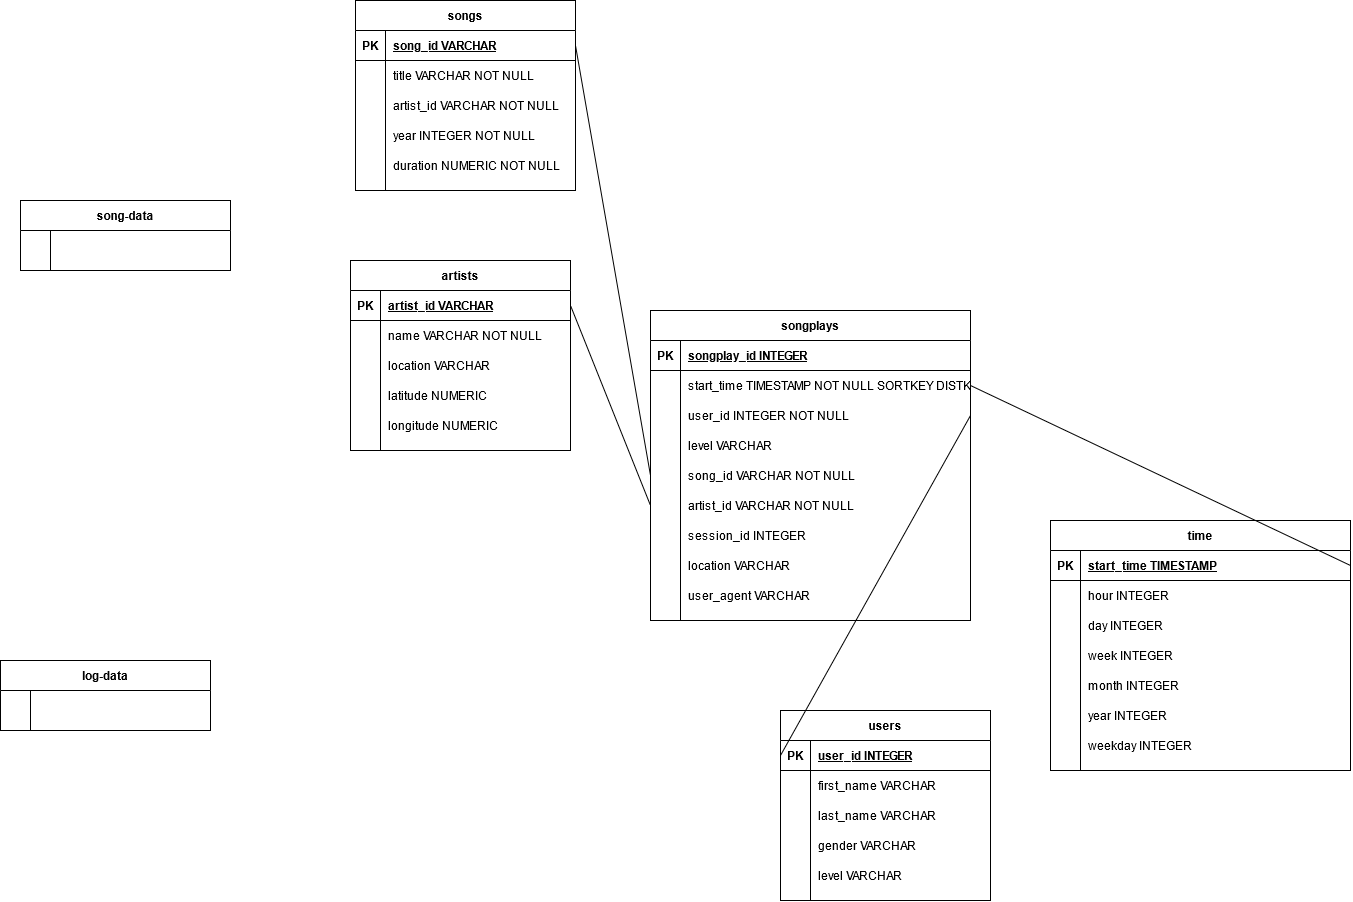 songs
PK song_id VARCHAR
title VARCHAR NOT NULL
artist_id VARCHAR NOT NULL
year INTEGER NOT NULL
duration NUMERIC NOT NULL
song-data
artists
PK artist_id VARCHAR
name VARCHAR NOT NULL
location VARCHAR
latitude NUMERIC
longitude NUMERIC
songplays
PK songplay_id INTEGER
start_time TIMESTAMP NOT NULL SORTKEY DISTK
user_id INTEGER NOT NULL
level VARCHAR
song_id VARCHAR NOT NULL
artist_id VARCHAR NOT NULL
session_id INTEGER
location VARCHAR
user_agent VARCHAR
time
PK start_time TIMESTAMP
hour INTEGER
day INTEGER
week INTEGER
month INTEGER
year INTEGER
weekday INTEGER
log-data
users
PK user_id INTEGER
first_name VARCHAR
last_name VARCHAR
gender VARCHAR
level VARCHAR